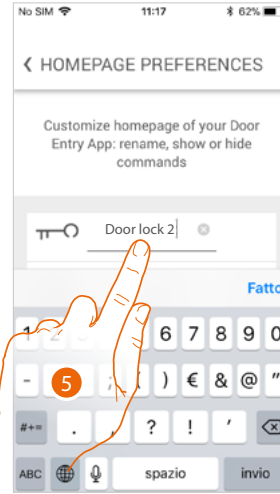 No SIM 11:17 62%
HOMEPAGE PREFERENCES
Customize homepage of your Door
Entry App: rename, show or hide
commands
Door lock 2
Fatto
1 2 6 7 8 9 0
- 5 ; ) € & @ "
#+= . , ? ! '
ABC spazio invio